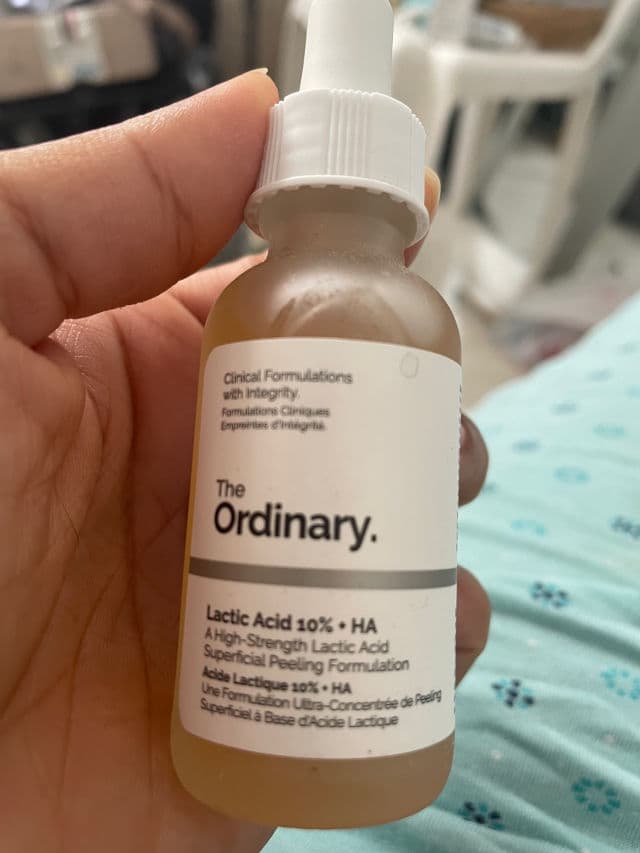 Clinical Formulations
with Integrity.
Formulations Cliniques
Empreintes d'Intégrité.
The
Ordinary.
Lactic Acid 10% + HA
A High-Strength Lactic Acid
Superficial Peeling Formulation
Acide Lactique 10% + HA
Une Formulation Ultra-Concentrée de Peeling
Superficiel à Base d'Acide Lactique